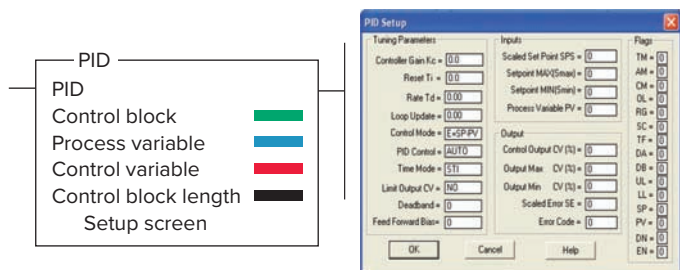 PID
PID
Control block
Process variable
Control variable
Control block length
Setup screen
PID Setup
Tuning Parameters
Controller Gain Kc = 0.0
Reset Ti = 0.0
Rate Td = 0.00
Loop Update = 0.00
Control Mode = E=SP-PV
PID Control = AUTO
Time Mode = STI
Limit Output CV = NO
Deadband = 0
Feed Forward Bias= 0
Inputs
Scaled Set Point SPS = 0
Setpoint MAX(Smax) = 0
Setpoint MIN(Smin) = 0
Process Variable PV = 0
Output
Control Output CV (%) = 0
Output Max CV (%) = 0
Output Min CV (%) = 0
Scaled Error SE = 0
Error Code = 0
Flags
TM = 0
AM = 0
CM = 0
OL = 0
RG = 0
SC = 0
TF = 0
DA = 0
DB = 0
UL = 0
LL = 0
SP = 0
PV = 0
DN = 0
EN = 0
OK
Cancel
Help